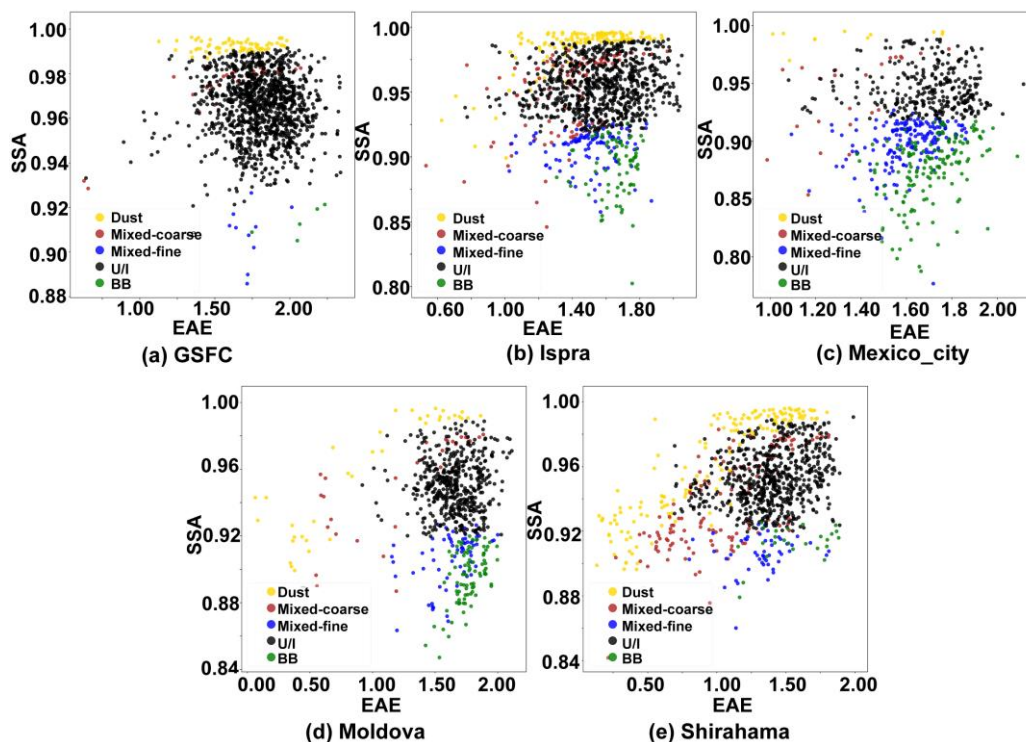 1.00
0.98
0.96
0.94
0.92
0.90
0.88
SSA
Dust
Mixed-coarse
Mixed-fine
U/I
BB
1.00 1.50 2.00
EAE
(a) GSFC
1.00
0.95
0.90
0.85
0.80
SSA
Dust
Mixed-coarse
Mixed-fine
U/I
BB
0.60 1.00 1.40 1.80
EAE
(b) Ispra
1.00
0.95
0.90
0.85
0.80
SSA
Dust
Mixed-coarse
Mixed-fine
U/I
BB
1.00 1.20 1.40 1.60 1.8 2.00
EAE
(c) Mexico_city
1.00
0.96
0.92
0.88
0.84
SSA
Dust
Mixed-coarse
Mixed-fine
U/I
BB
0.00 0.50 1.00 1.50 2.00
EAE
(d) Moldova
1.00
0.96
0.92
0.88
0.84
SSA
Dust
Mixed-coarse
Mixed-fine
U/I
BB
0.50 1.00 1.50 2.00
EAE
(e) Shirahama